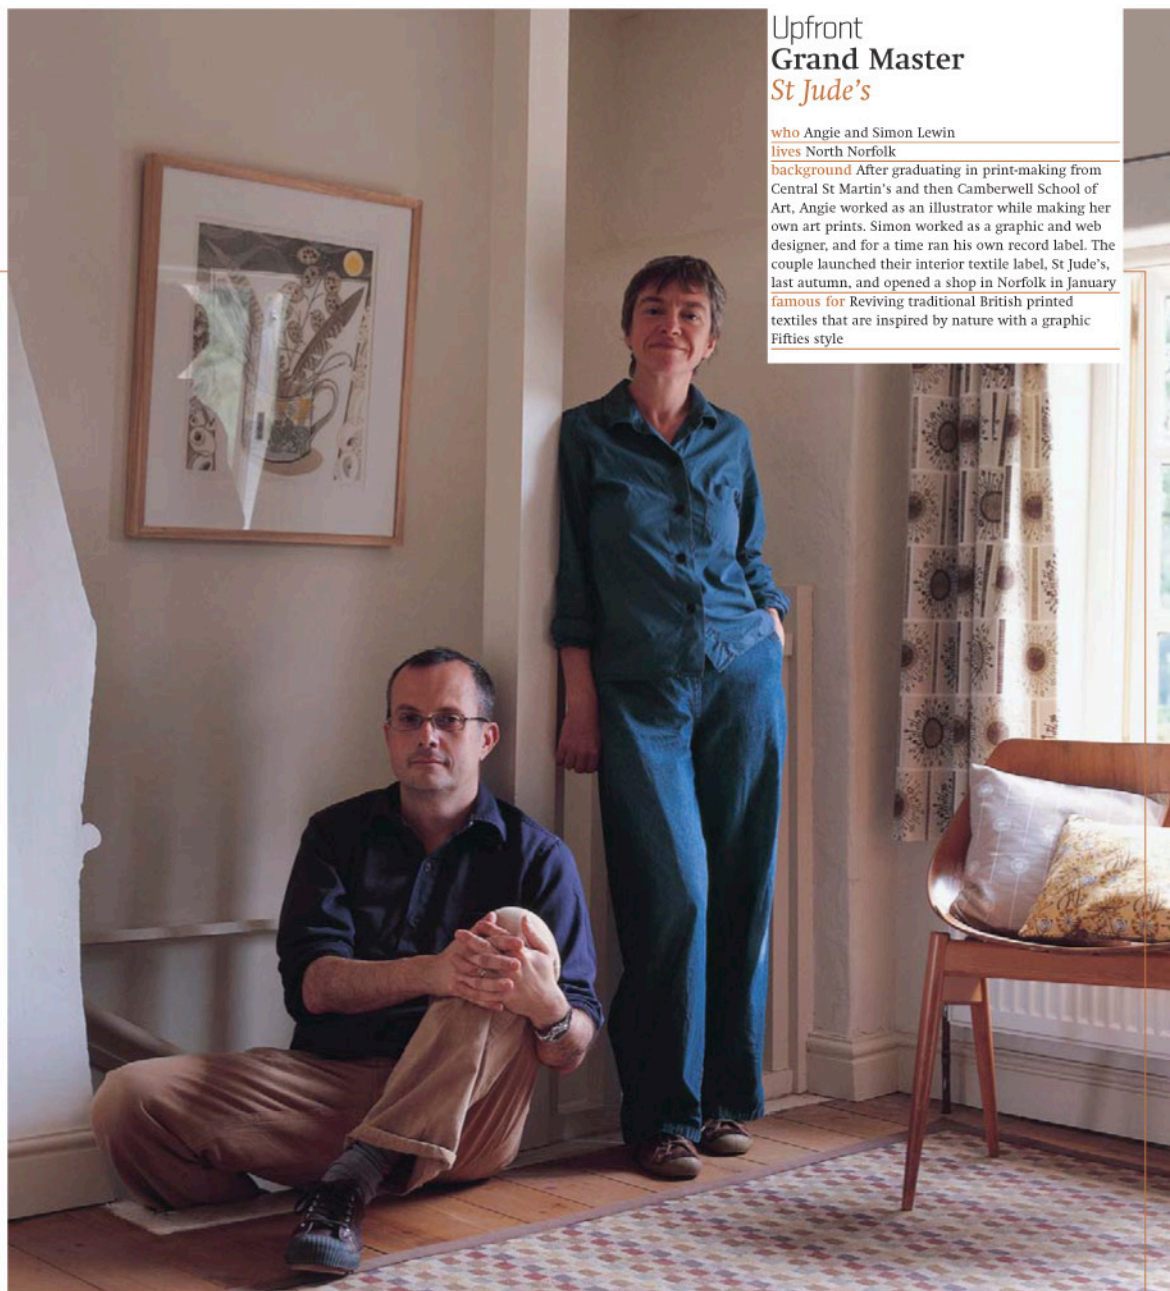 Upfront
Grand Master
St Jude's
who Angie and Simon Lewin
lives North Norfolk
background After graduating in print-making from
Central St Martin's and then Camberwell School of
Art, Angie worked as an illustrator while making her
own art prints. Simon worked as a graphic and web
designer, and for a time ran his own record label. The
couple launched their interior textile label, St Jude's,
last autumn, and opened a shop in Norfolk in January
famous for Reviving traditional British printed
textiles that are inspired by nature with a graphic
Fifties style